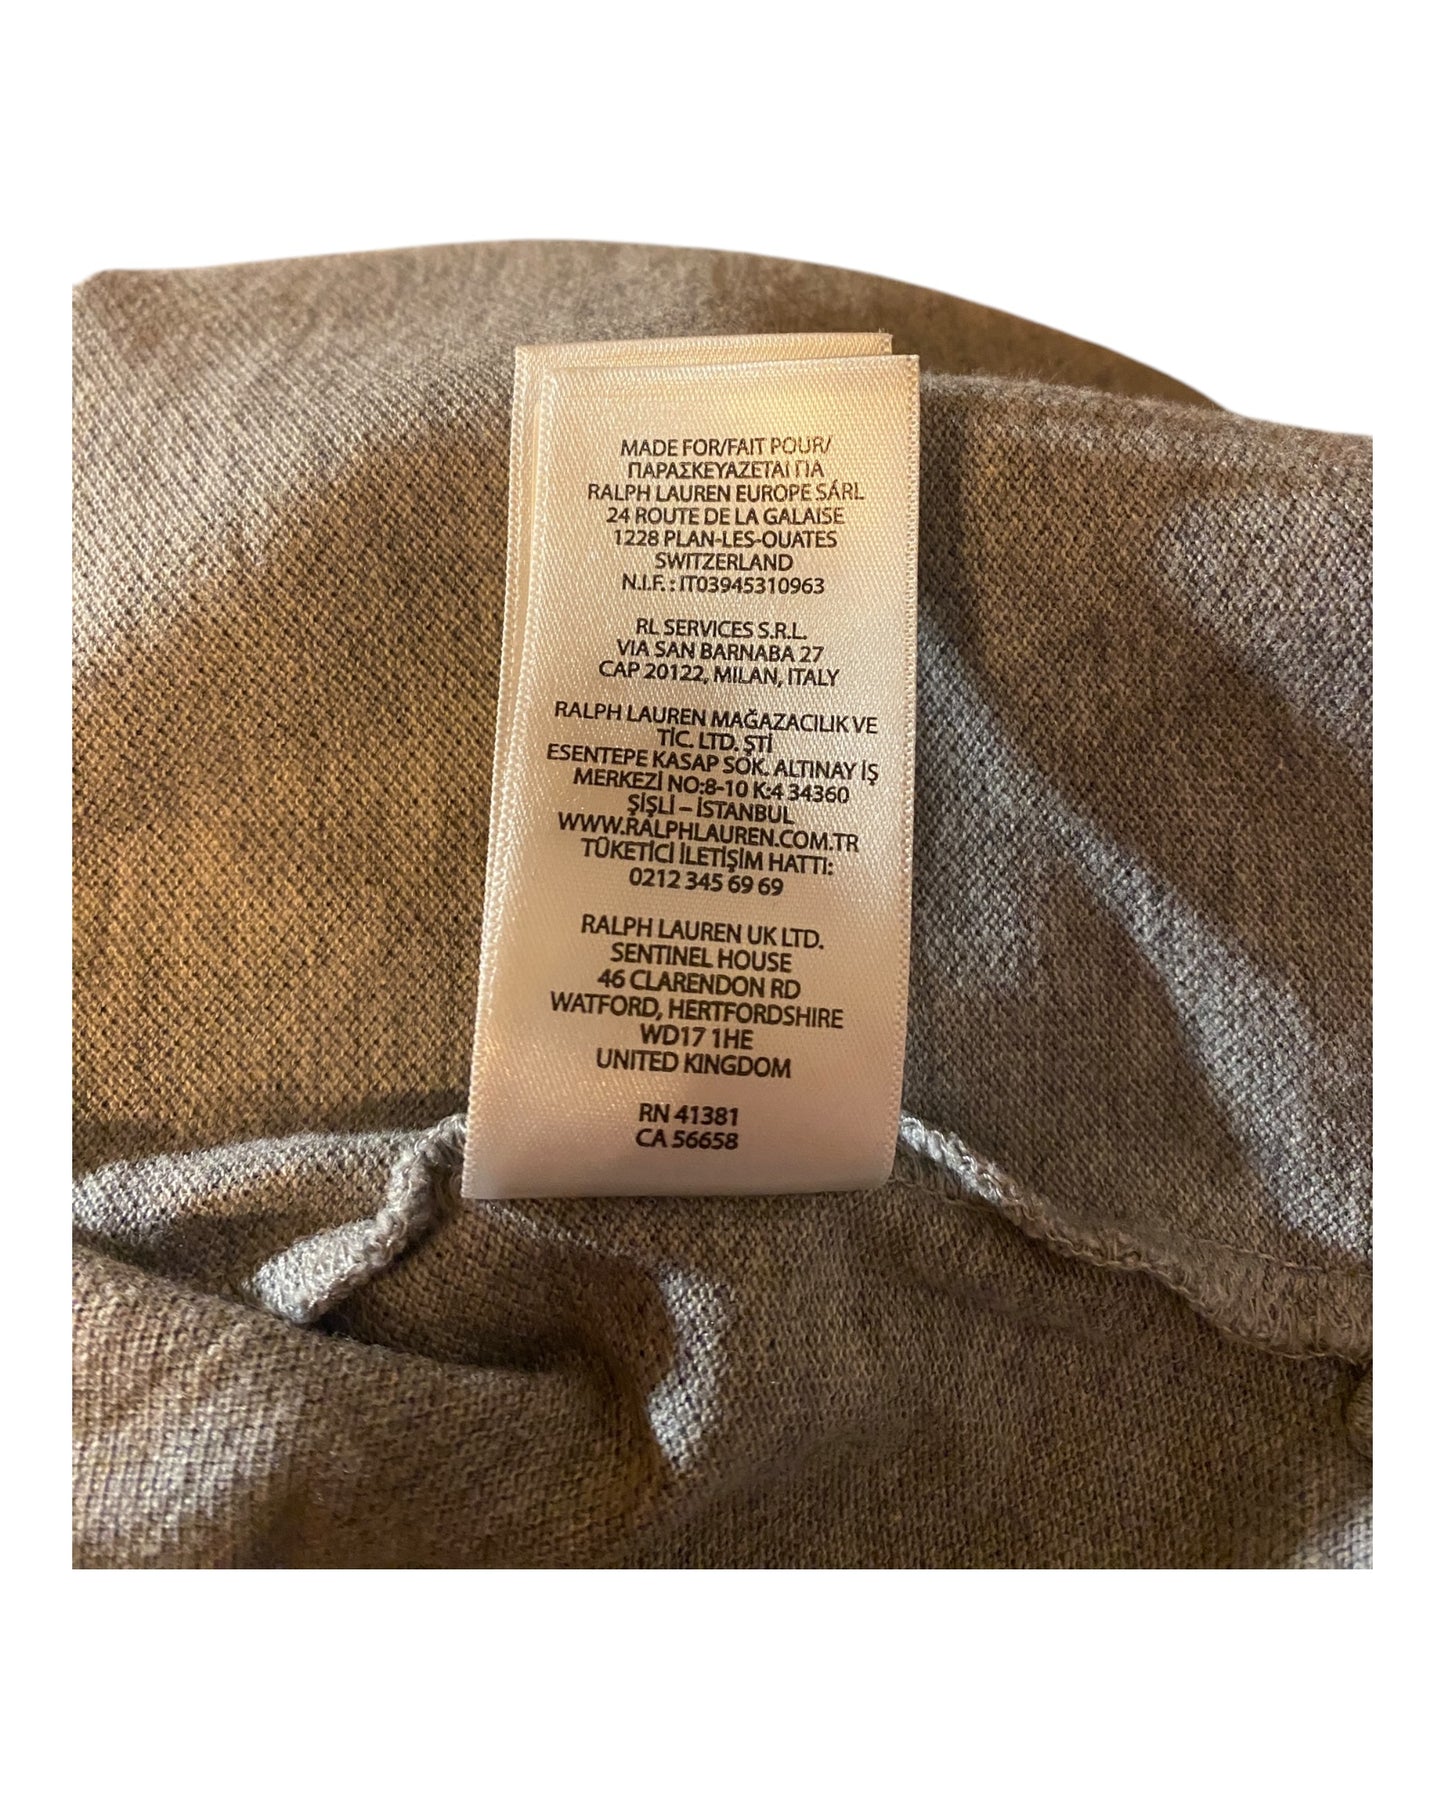 MADE FOR/FAIT POUR/
ΠΑΡΑΣΚΕΥΑΖΕΤΑΙ ΓΙΑ
RALPH LAUREN EUROPE SÁRL
24 ROUTE DE LA GALAISE
1228 PLAN-LES-OUATES
SWITZERLAND
N.I.F. : IT03945310963
RL SERVICES S.R.L.
VIA SAN BARNABA 27
CAP 20122, MILAN, ITALY
RALPH LAUREN MAĞAZACILIK VE
TİC. LTD. ŞTİ
ESENTEPE KASAP SOK. ALTINAY İŞ
MERKEZİ NO:8-10 K:4 34360
ŞİŞLİ – İSTANBUL
WWW.RALPHLAUREN.COM.TR
TÜKETİCİ İLETİŞİM HATTI:
0212 345 69 69
RALPH LAUREN UK LTD.
SENTINEL HOUSE
46 CLARENDON RD
WATFORD, HERTFORDSHIRE
WD17 1HE
UNITED KINGDOM
RN 41381
CA 56658